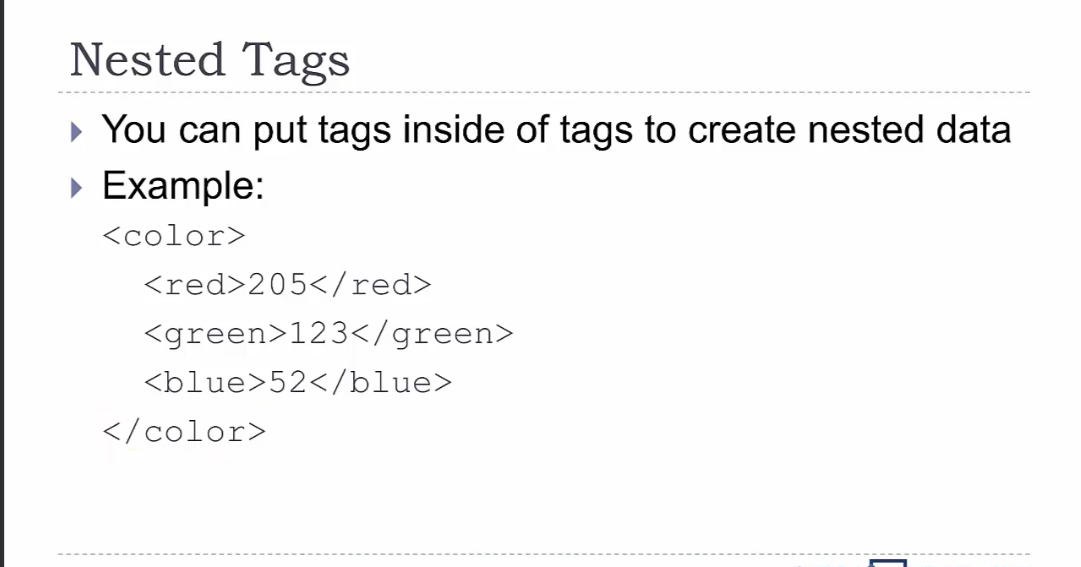 Nested Tags
You can put tags inside of tags to create nested data
Example:
<color>
<red>205</red>
<green>123</green>
<blue>52</blue>
</color>